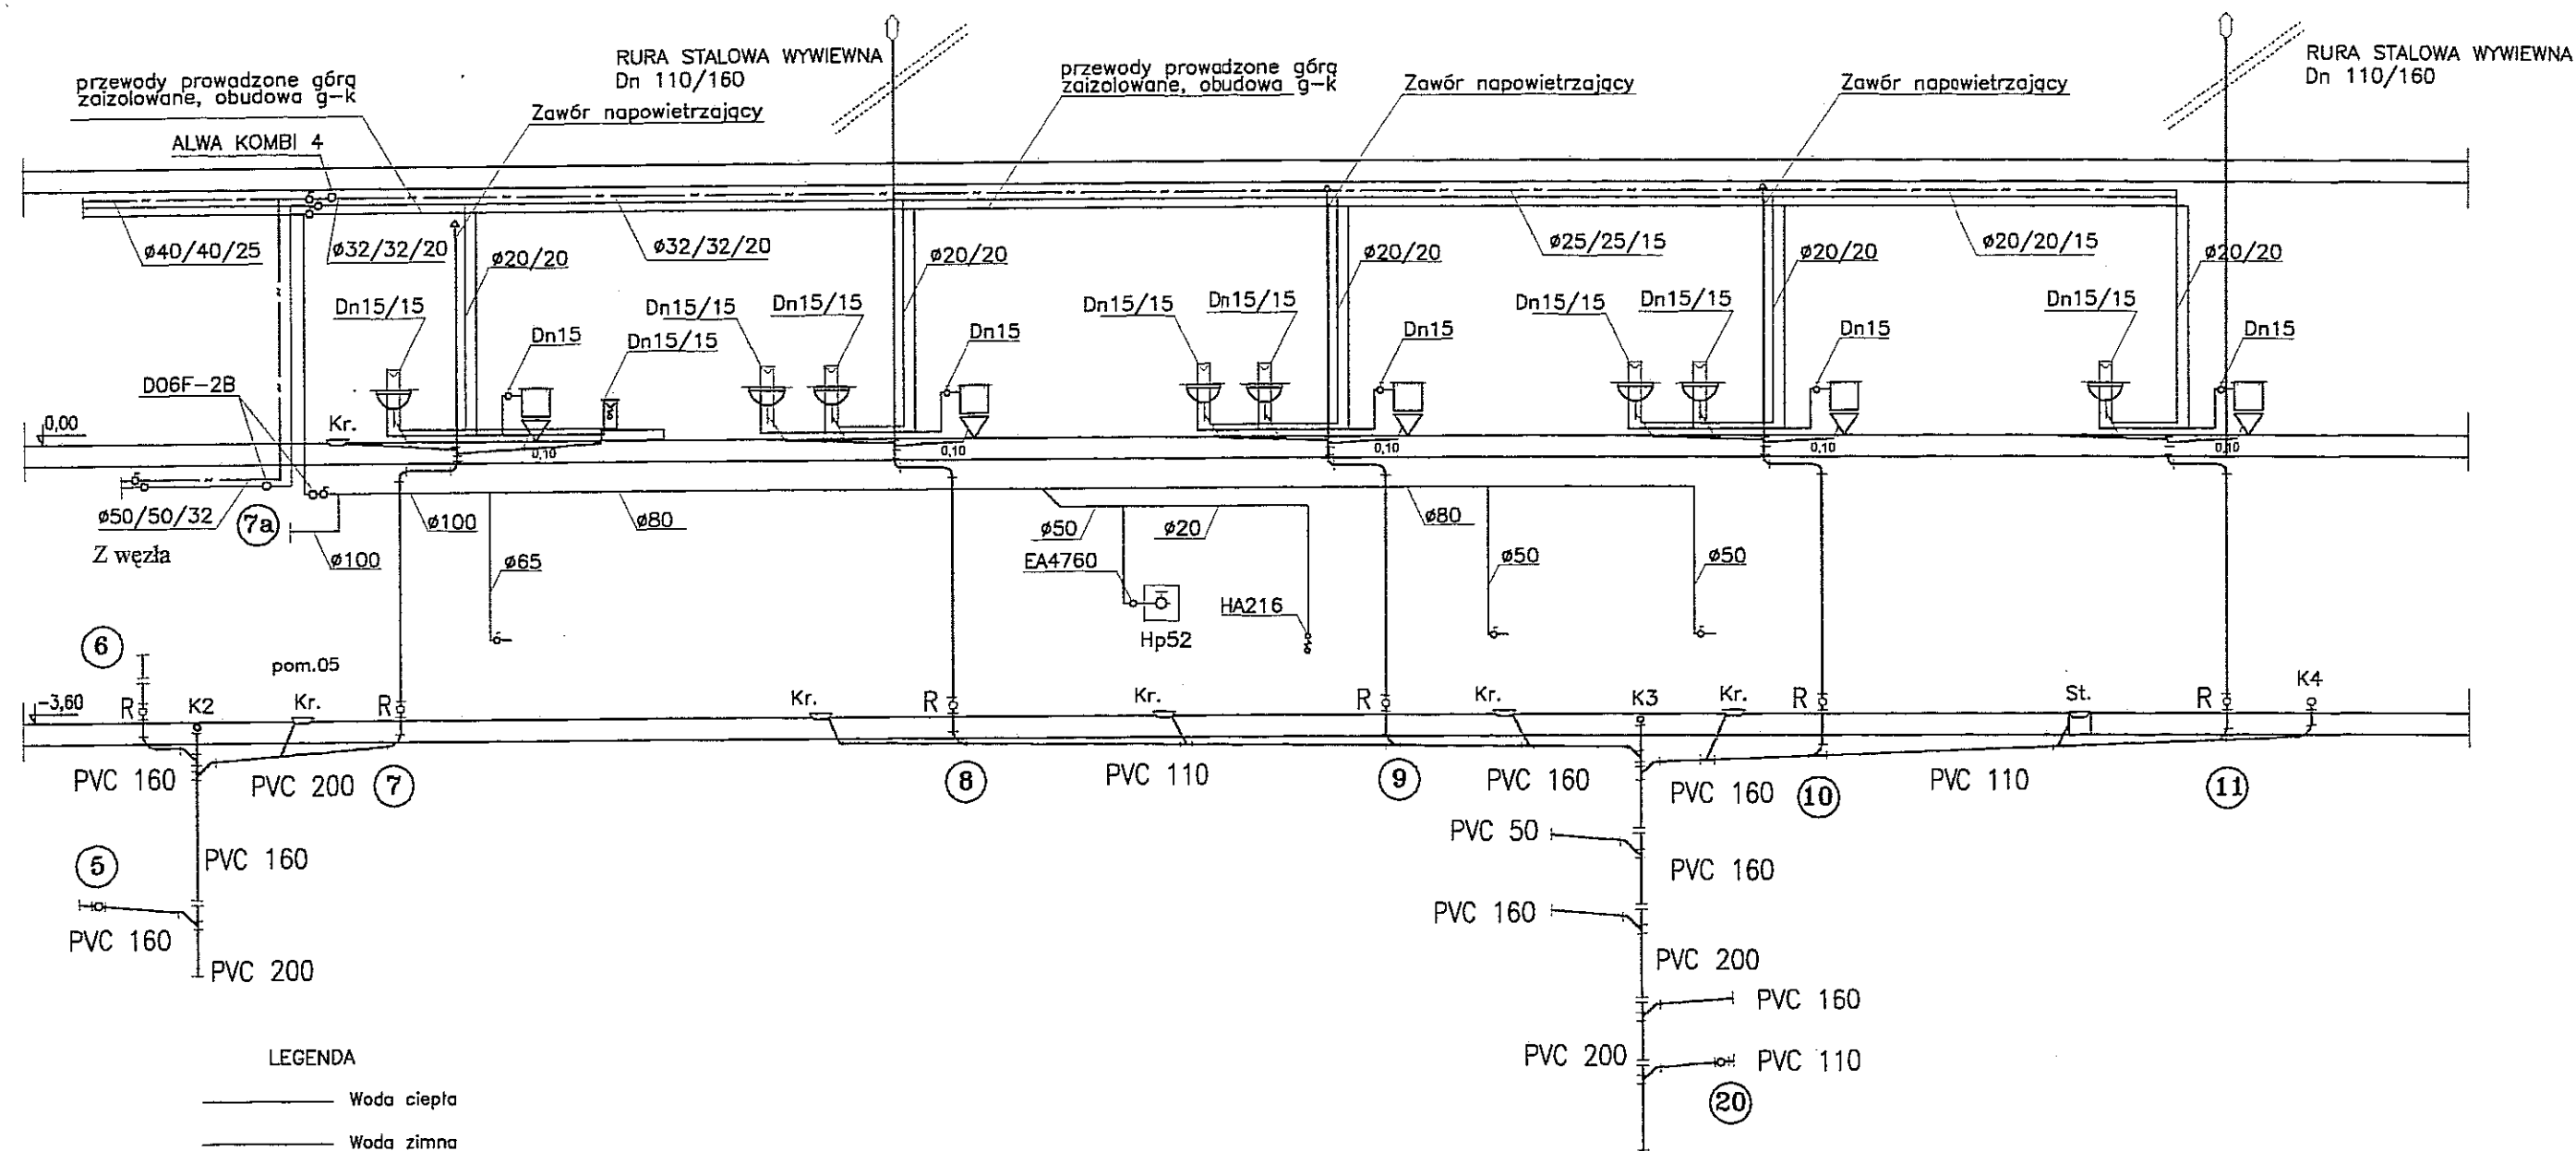 RURA STALOWA WYWIEWNA
Dn 110/160
RURA STALOWA WYWIEWNA
Dn 110/160
przewody prowadzone górą
zaizolowane, obudowa g-k
przewody prowadzone górą
zaizolowane, obudowa g-k
Zawór napowietrzający
Zawór napowietrzający
Zawór napowietrzający
ALWA KOMBI 4
ø40/40/25
ø32/32/20
ø20/20
ø32/32/20
ø20/20
ø20/20
ø25/25/15
ø20/20
ø20/20/15
ø20/20
Dn15/15
Dn15
Dn15/15
Dn15/15
Dn15/15
Dn15
Dn15/15
Dn15/15
Dn15
Dn15/15
Dn15/15
Dn15
Dn15/15
Dn15
D06F-2B
0,00
Kr.
0,10
0,10
0,10
0,10
0,10
ø50/50/32
7a
ø100
ø80
ø50
ø20
ø80
Z węzła
ø100
ø65
EA4760
ø50
ø50
HA216
Hp52
6
pom.05
-3,60
R
K2
Kr.
R
Kr.
R
Kr.
R
Kr.
K3
Kr.
R
St.
R
K4
PVC 160
PVC 200
7
8
PVC 110
9
PVC 160
PVC 160
10
PVC 110
11
PVC 50
5
PVC 160
PVC 160
PVC 160
PVC 160
PVC 200
PVC 200
PVC 160
PVC 200
PVC 110
20
LEGENDA
Woda ciepła
Woda zimna